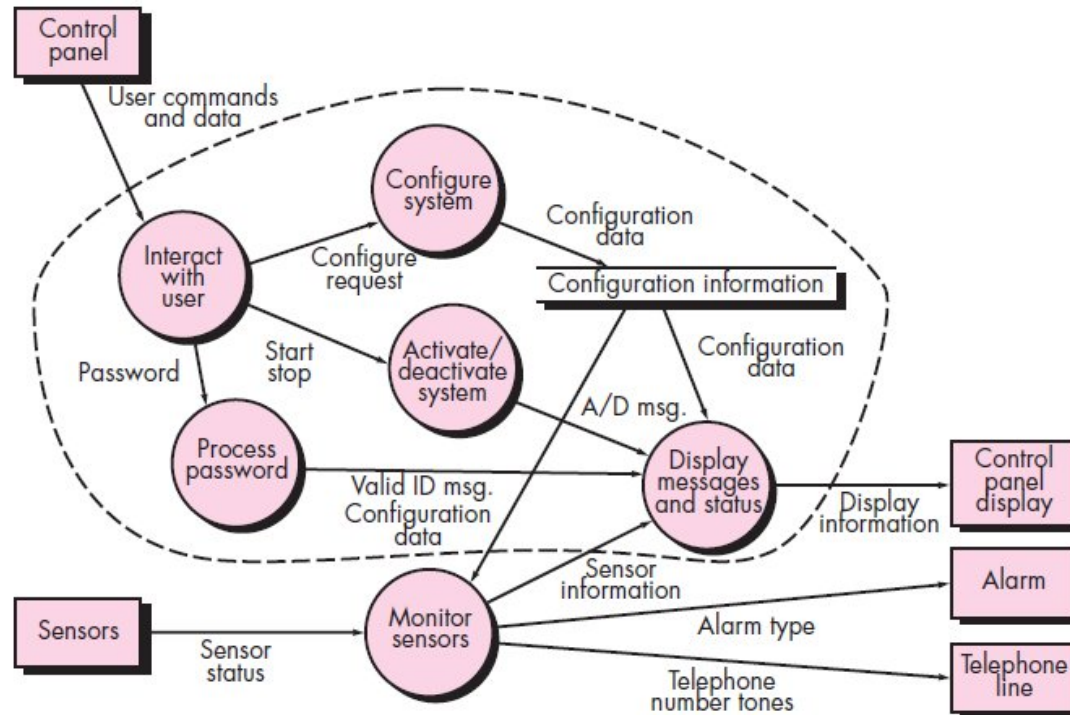 Control
panel
User commands
and data
Configure
system
Configuration
data
Interact
with
user
Configure
request
Configuration information
Password
Start
stop
Activate/
deactivate
system
Configuration
data
A/D msg.
Process
password
Valid ID msg.
Configuration
data
Display
messages
and status
Display
information
Control
panel
display
Sensors
Sensor
status
Monitor
sensors
Sensor
information
Alarm type
Alarm
Telephone
number tones
Telephone
line